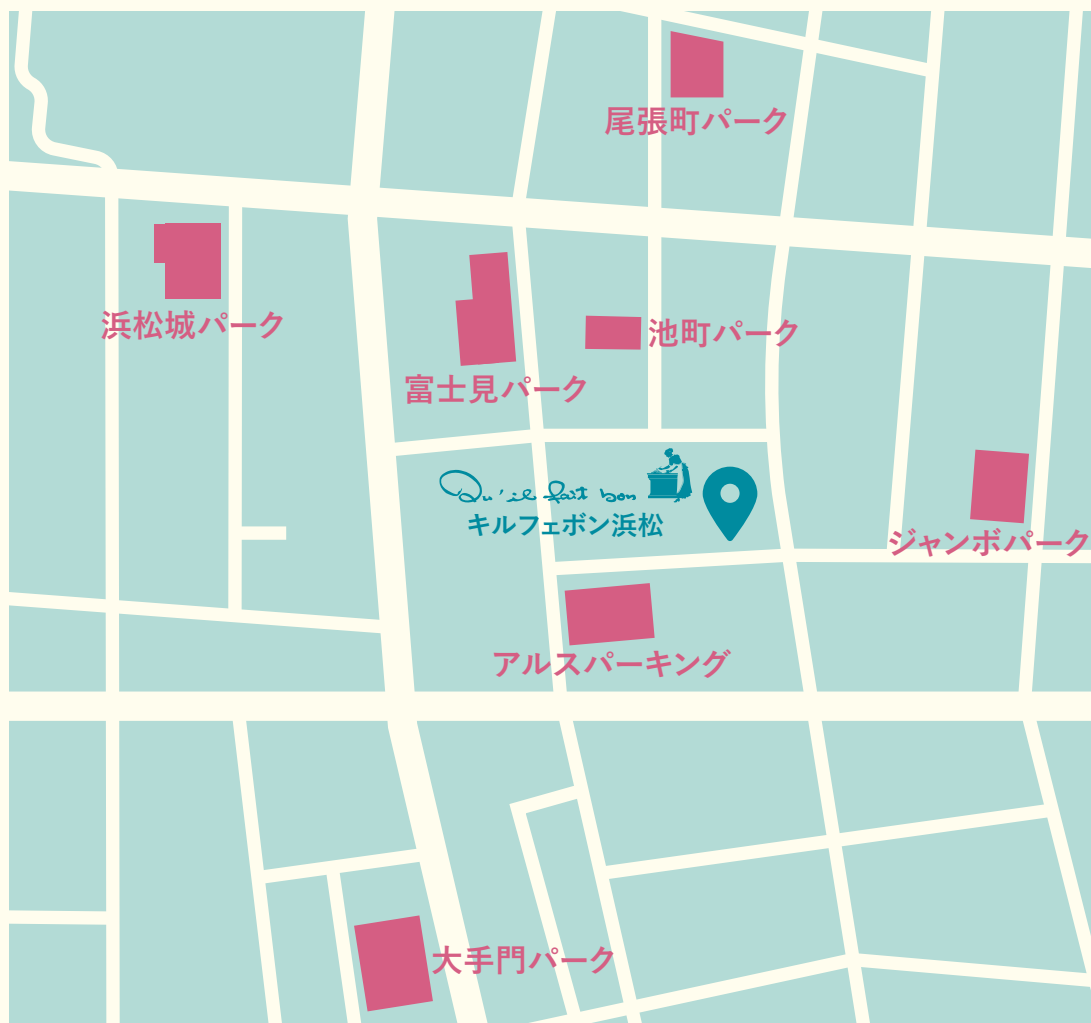 尾張町パーク
浜松城パーク
池町パーク
富士見パーク
Qu'il fait bon
キルフェボン浜松
ジャンボパーク
アルスパーキング
大手門パーク